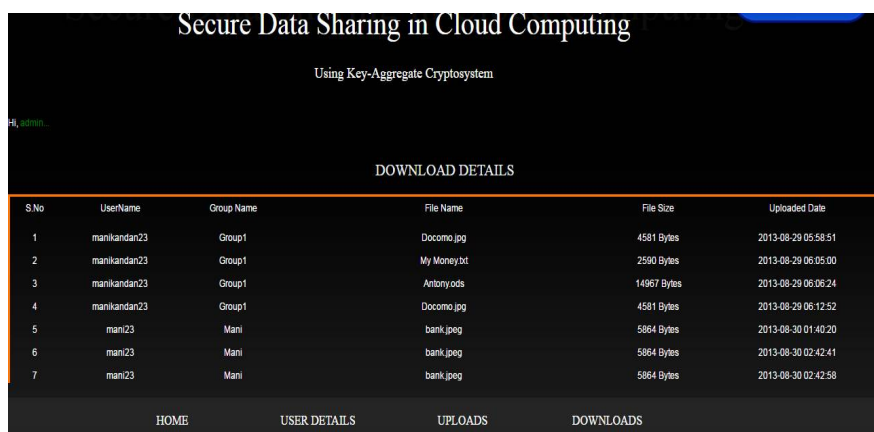 Secure Data Sharing in Cloud Computing
Using Key-Aggregate Cryptosystem
Hi, admin...
DOWNLOAD DETAILS
S.No UserName Group Name File Name File Size Uploaded Date
1 manikandan23 Group1 Docomo.jpg 4581 Bytes 2013-08-29 05:58:51
2 manikandan23 Group1 My Money.txt 2590 Bytes 2013-08-29 06:05:00
3 manikandan23 Group1 Antony.ods 14967 Bytes 2013-08-29 06:06:24
4 manikandan23 Group1 Docomo.jpg 4581 Bytes 2013-08-29 06:12:52
5 mani23 Mani bank.jpeg 5864 Bytes 2013-08-30 01:40:20
6 mani23 Mani bank.jpeg 5864 Bytes 2013-08-30 02:42:41
7 mani23 Mani bank.jpeg 5864 Bytes 2013-08-30 02:42:58
HOME USER DETAILS UPLOADS DOWNLOADS